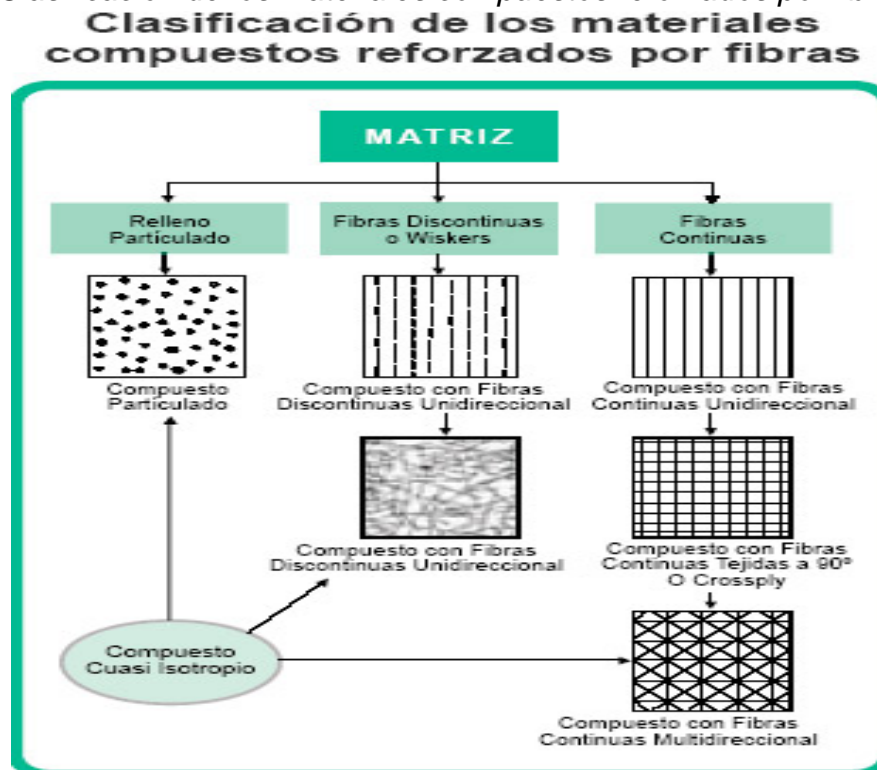 Clasificación de los materiales
compuestos reforzados por fibras
MATRIZ
Relleno
Partículado
Fibras Discontinuas
o Wiskers
Fibras
Continuas
Compuesto
Partículado
Compuesto con Fibras
Discontinuas Unidireccional
Compuesto con Fibras
Continuas Unidireccional
Compuesto con Fibras
Discontinuas Unidireccional
Compuesto con Fibras
Continuas Tejidas a 90º
O Crossply
Compuesto
Cuasi Isotropio
Compuesto con Fibras
Continuas Multidireccional